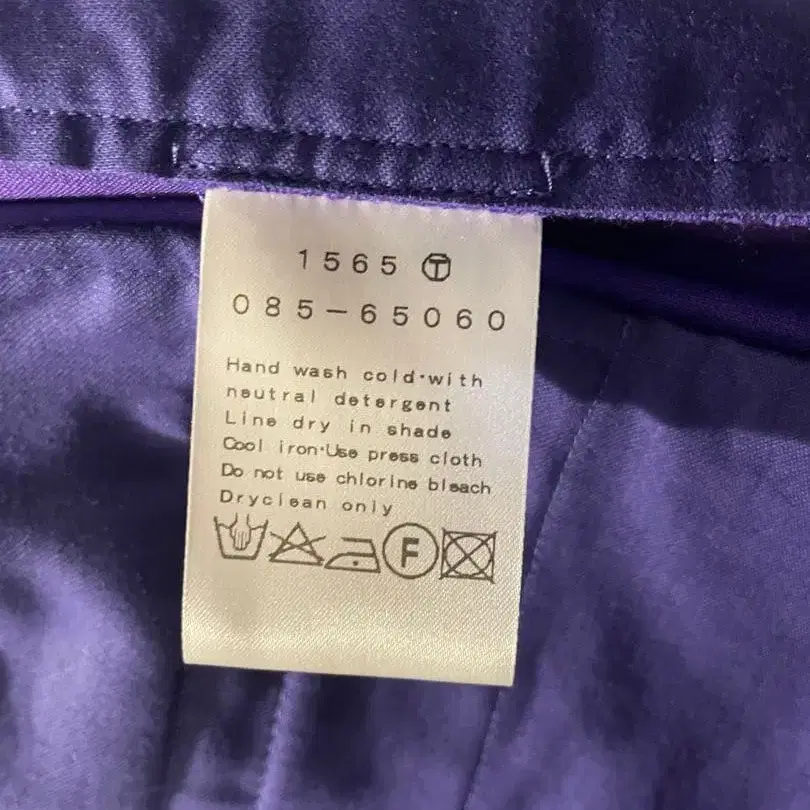 1565 Ⓣ
085-65060
Hand wash cold·with
neutral detergent
Line dry in shade
Cool iron·Use press cloth
Do not use chlorine bleach
Dryclean only
F